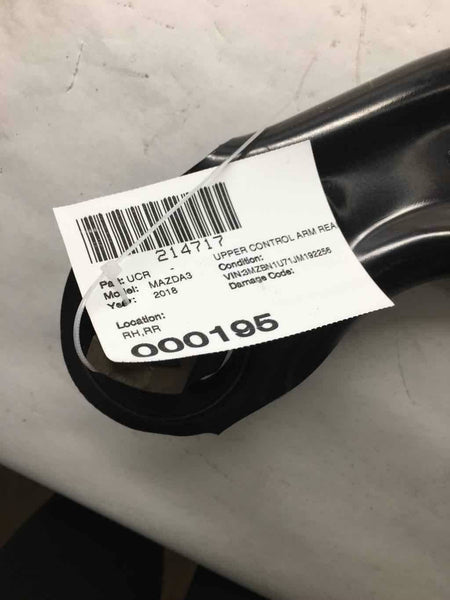 214717
Part: UCR - UPPER CONTROL ARM REA
Model: MAZDA3 Condition:
Year: 2018 VIN:3MZBN1U71JM192256
Damage Code:
Location:
RH,RR
000195